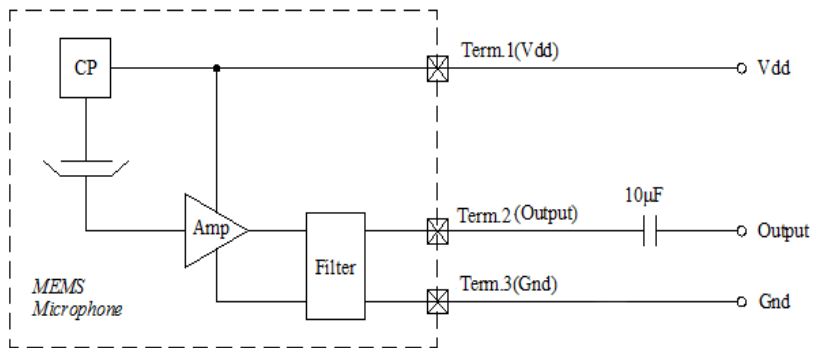 CP
Term.1(Vdd)
Vdd
Amp
Filter
Term.2(Output)
10µF
Output
Term.3(Gnd)
Gnd
MEMS
Microphone